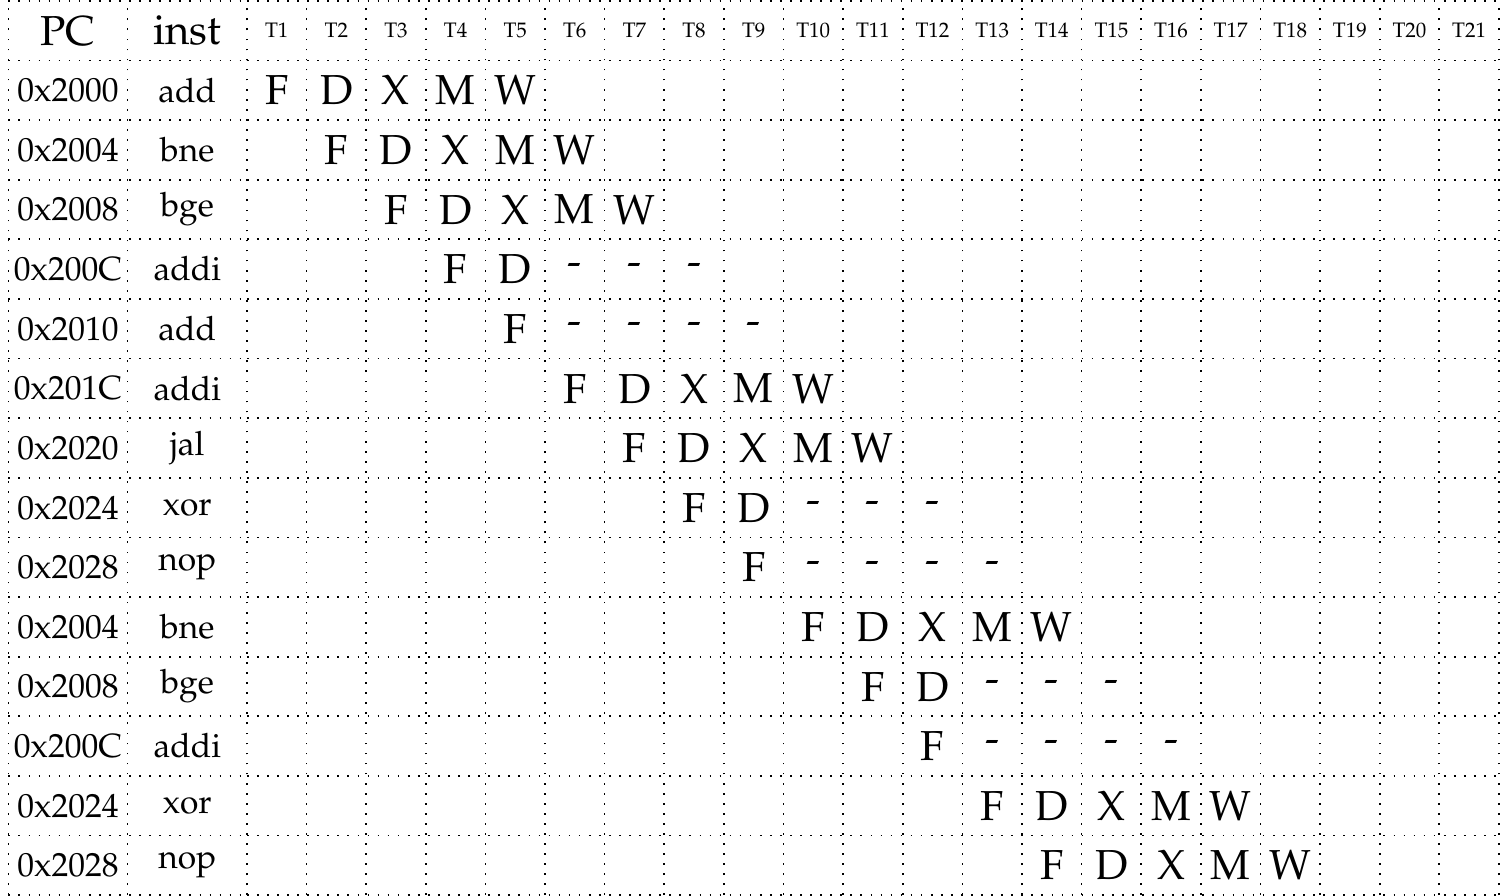 PC inst T1 T2 T3 T4 T5 T6 T7 T8 T9 T10 T11 T12 T13 T14 T15 T16 T17 T18 T19 T20 T21
0x2000 add F D X M W
0x2004 bne F D X M W
0x2008 bge F D X M W
0x200C addi F D - - -
0x2010 add F - - - -
0x201C addi F D X M W
0x2020 jal F D X M W
0x2024 xor F D - - -
0x2028 nop F - - - -
0x2004 bne F D X M W
0x2008 bge F D - - -
0x200C addi F - - - -
0x2024 xor F D X M W
0x2028 nop F D X M W